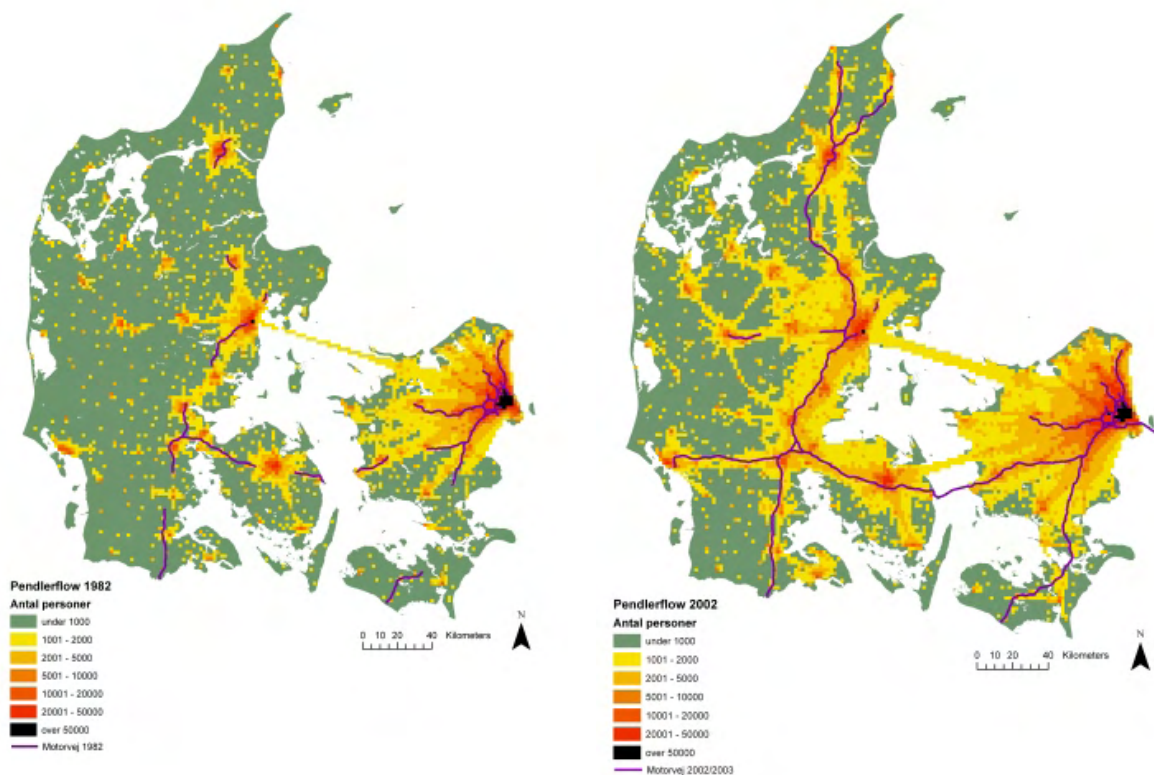 Pendlerflow 1982
Antal personer
under 1000
1001 - 2000
2001 - 5000
5001 - 10000
10001 - 20000
20001 - 50000
over 50000
Motorvej 1982
0 10 20 40 Kilometers
N
Pendlerflow 2002
Antal personer
under 1000
1001 - 2000
2001 - 5000
5001 - 10000
10001 - 20000
20001 - 50000
over 50000
Motorvej 2002/2003
0 10 20 40 Kilometers
N